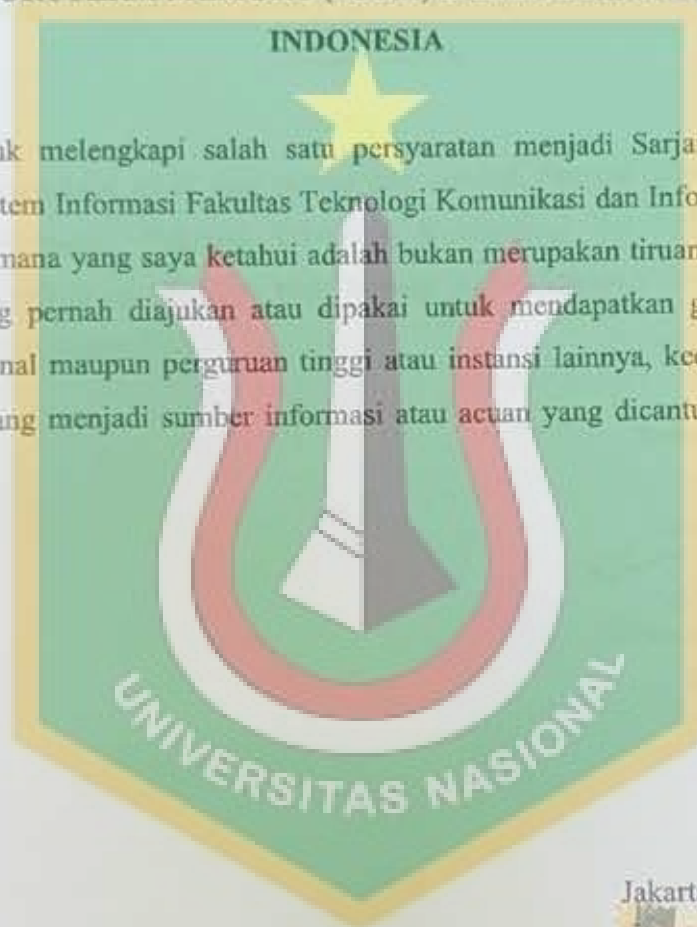 INDONESIA
k melengkapi salah satu persyaratan menjadi Sarja
tem Informasi Fakultas Teknologi Komunikasi dan Info
mana yang saya ketahui adalah bukan merupakan tiruan
g pernah diajukan atau dipakai untuk mendapatkan g
nal maupun perguruan tinggi atau instansi lainnya, kec
ang menjadi sumber informasi atau acuan yang dicantu
UNIVERSITAS NASIONAL
Jakart